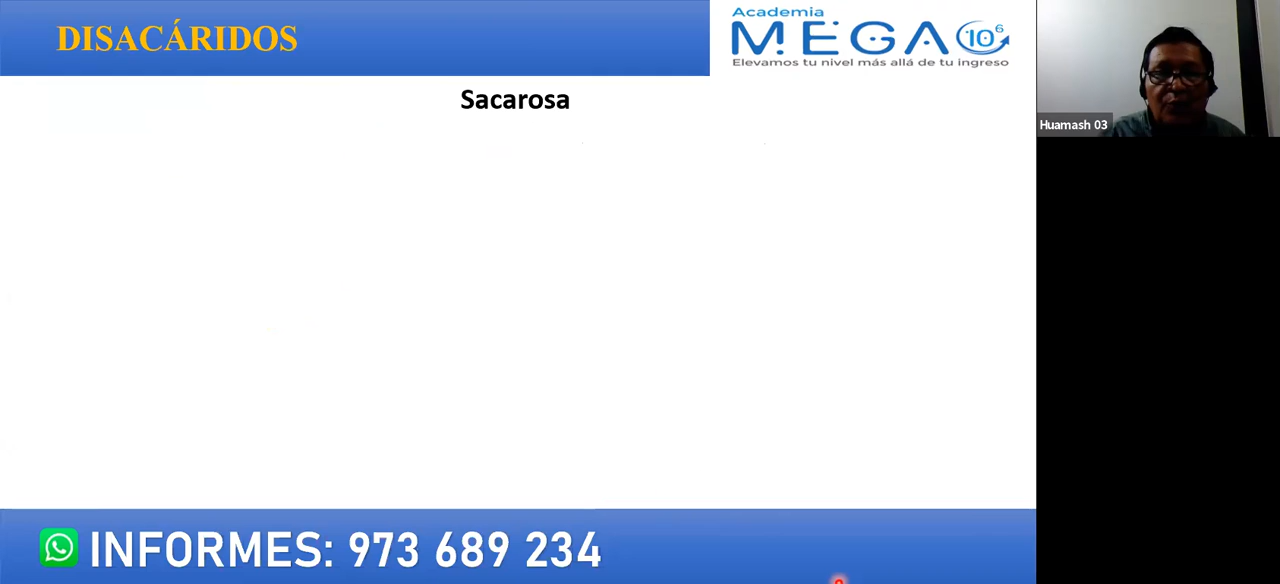 DISACÁRIDOS
Academia
MEGA 10⁶
Elevamos tu nivel más allá de tu ingreso
Sacarosa
Huamash 03
INFORMES: 973 689 234